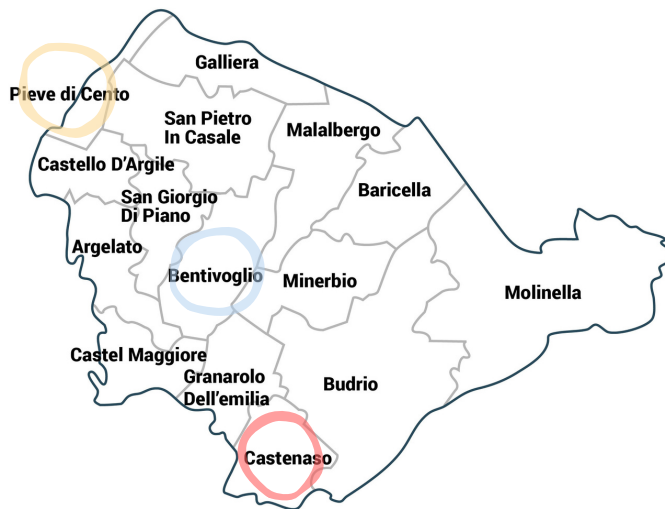 Galliera
Pieve di Cento
San Pietro
In Casale
Malalbergo
Castello D'Argile
Baricella
San Giorgio
Di Piano
Argelato
Bentivoglio
Minerbio
Molinella
Castel Maggiore
Granarolo
Dell'emilia
Budrio
Castenaso